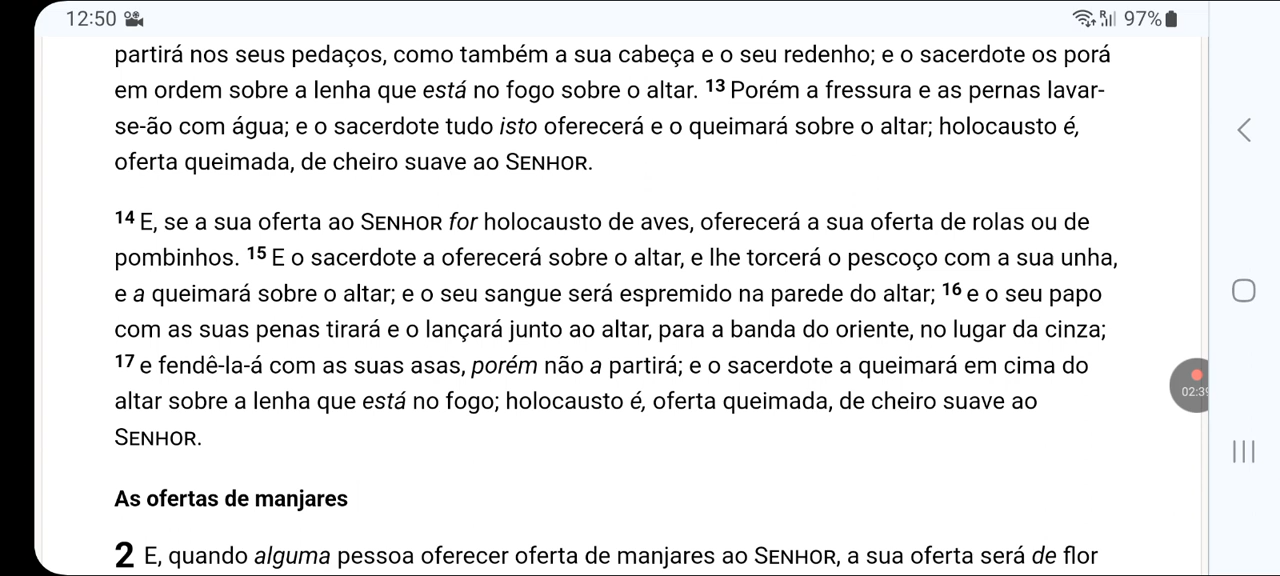 12:50 97%
partirá nos seus pedaços, como também a sua cabeça e o seu redenho; e o sacerdote os porá
em ordem sobre a lenha que está no fogo sobre o altar. 13 Porém a fressura e as pernas lavar-
se-ão com água; e o sacerdote tudo isto oferecerá e o queimará sobre o altar; holocausto é,
oferta queimada, de cheiro suave ao SENHOR.
14 E, se a sua oferta ao SENHOR for holocausto de aves, oferecerá a sua oferta de rolas ou de
pombinhos. 15 E o sacerdote a oferecerá sobre o altar, e lhe torcerá o pescoço com a sua unha,
e a queimará sobre o altar; e o seu sangue será espremido na parede do altar; 16 e o seu papo
com as suas penas tirará e o lançará junto ao altar, para a banda do oriente, no lugar da cinza;
17 e fendê-la-á com as suas asas, porém não a partirá; e o sacerdote a queimará em cima do
altar sobre a lenha que está no fogo; holocausto é, oferta queimada, de cheiro suave ao
SENHOR.
As ofertas de manjares
2 E, quando alguma pessoa oferecer oferta de manjares ao SENHOR, a sua oferta será de flor